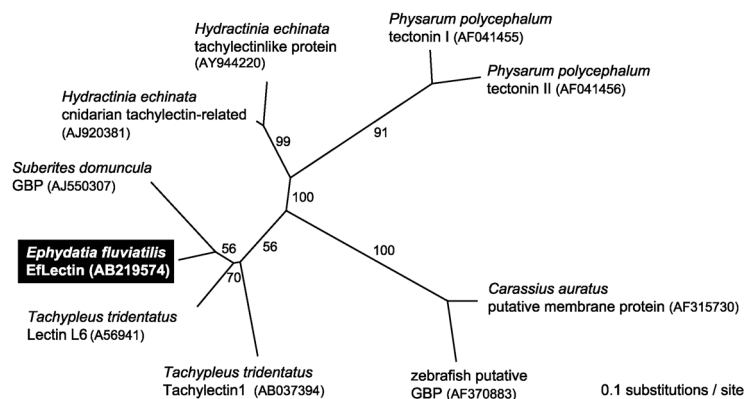 Physarum polycephalum
tectonin I (AF041455)
Hydractinia echinata
tachylectinlike protein
(AY944220)
Physarum polycephalum
tectonin II (AF041456)
Hydractinia echinata
cnidarian tachylectin-related
(AJ920381)
99
91
Suberites domuncula
GBP (AJ550307)
100
Ephydatia fluviatilis
EfLectin (AB219574)
56
56
100
70
Carassius auratus
putative membrane protein (AF315730)
Tachypleus tridentatus
Lectin L6 (A56941)
Tachypleus tridentatus
Tachylectin1 (AB037394)
zebrafish putative
GBP (AF370883)
0.1 substitutions / site